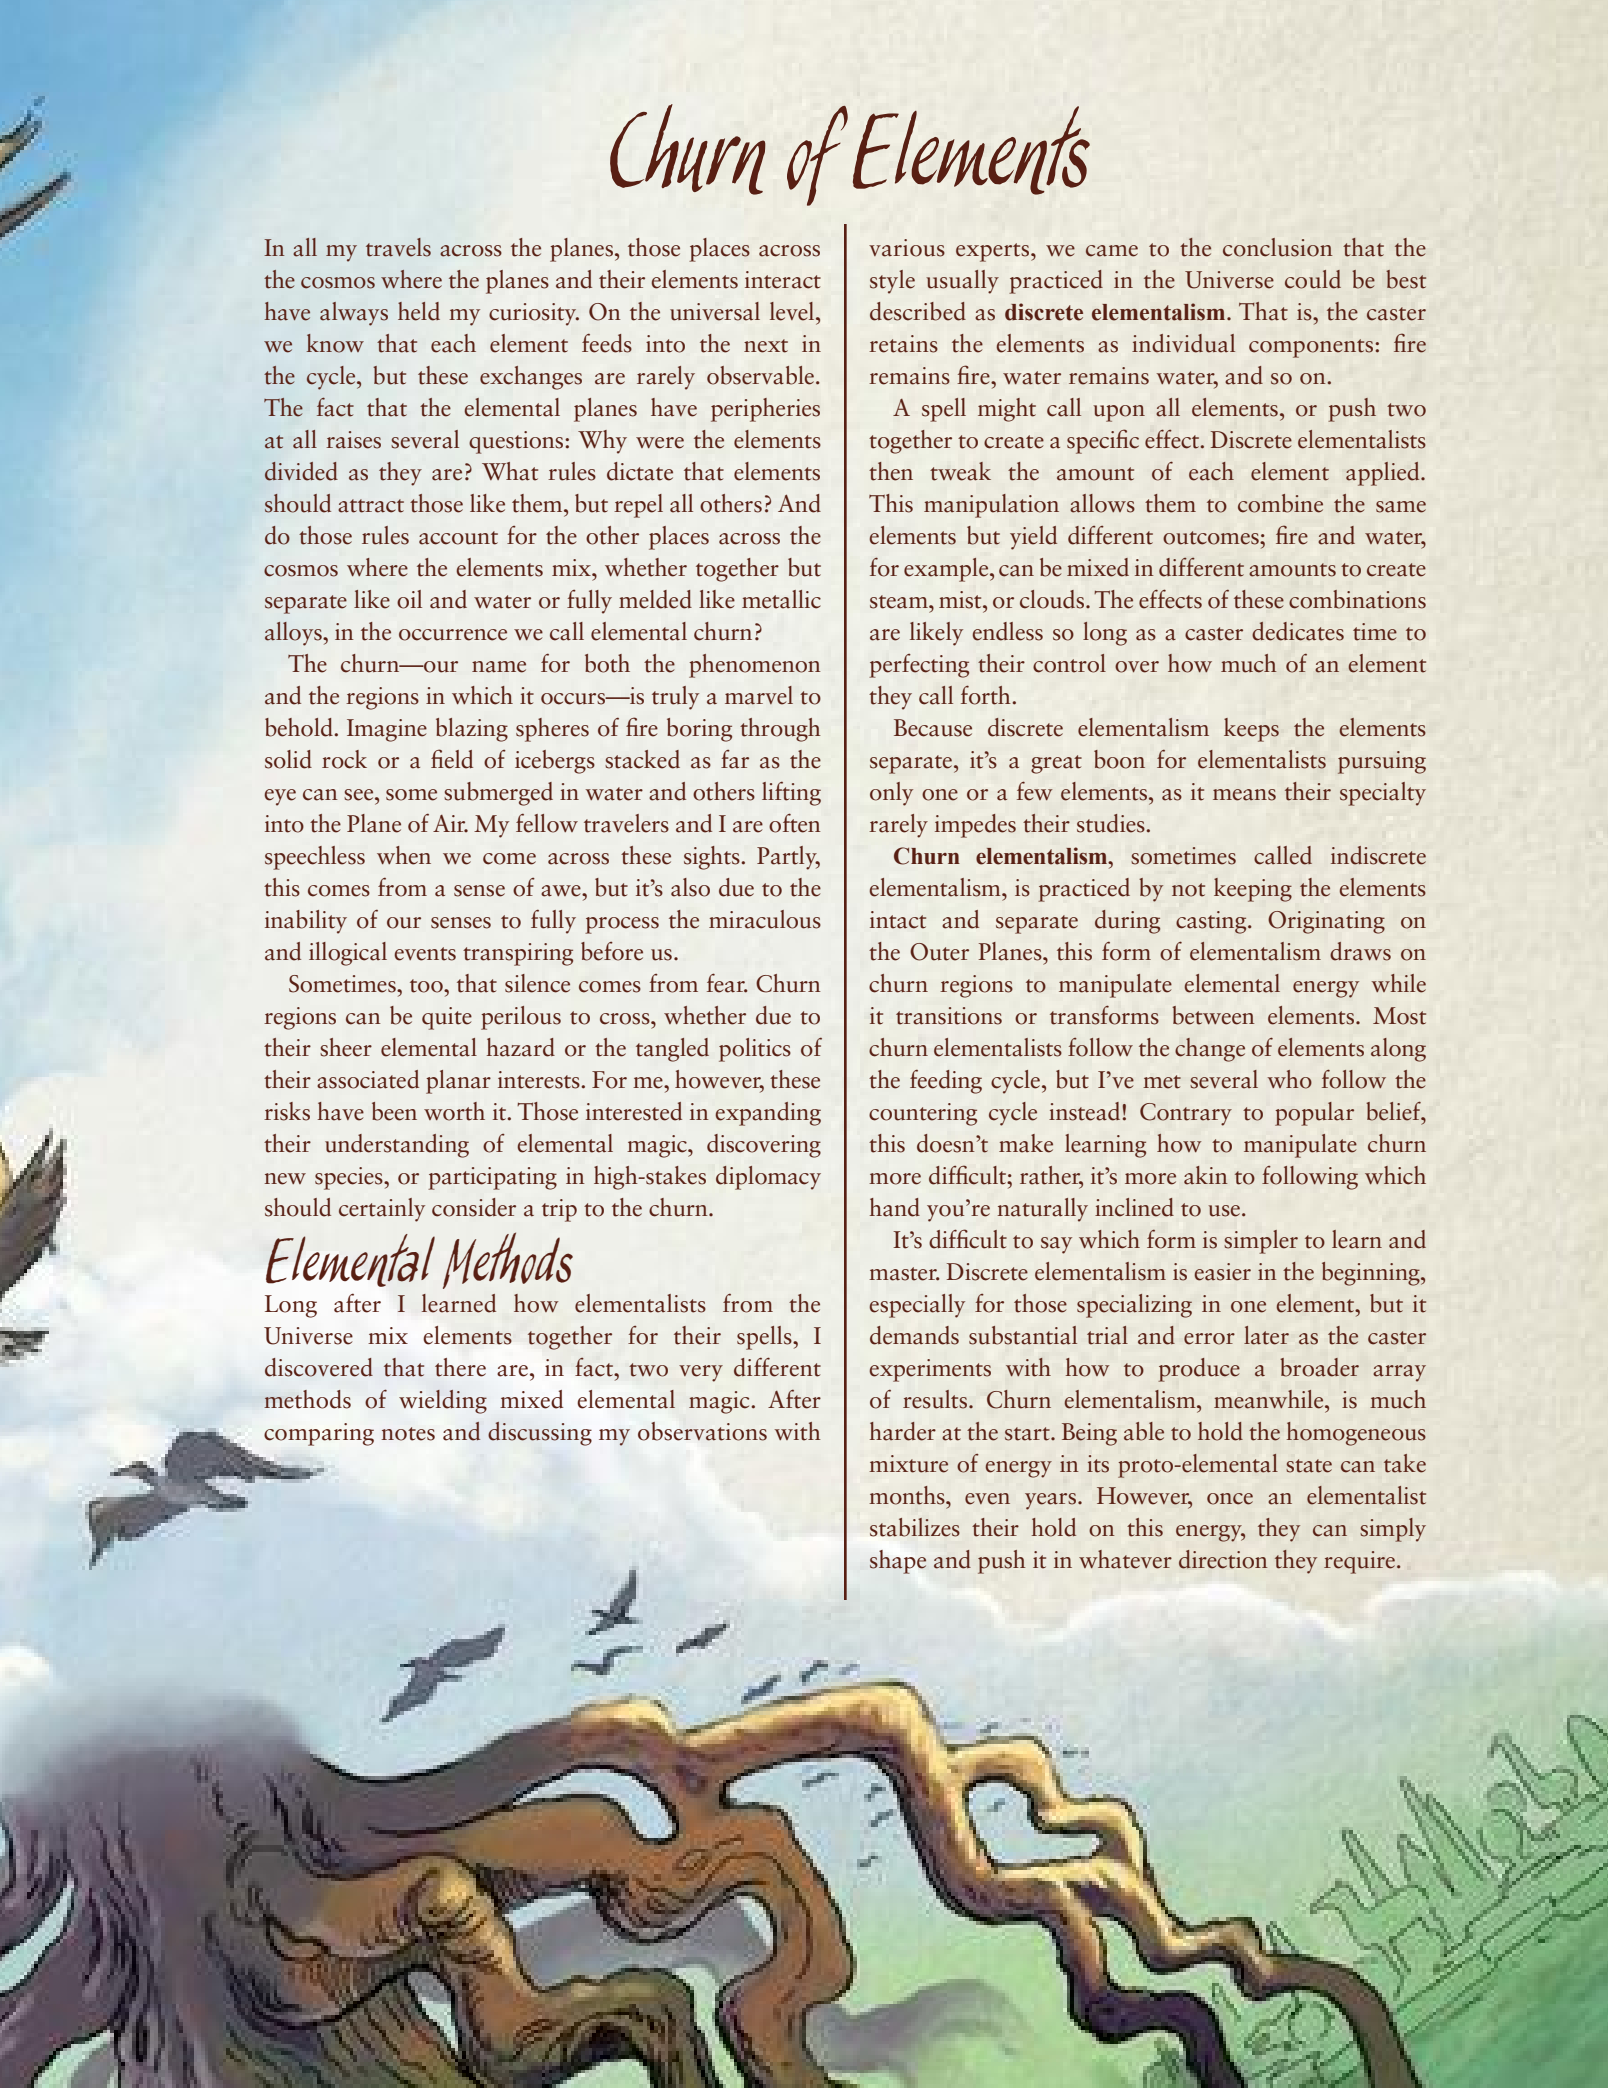 Churn of Elements
In all my travels across the planes, those places across
the cosmos where the planes and their elements interact
have always held my curiosity. On the universal level,
we know that each element feeds into the next in
the cycle, but these exchanges are rarely observable.
The fact that the elemental planes have peripheries
at all raises several questions: Why were the elements
divided as they are? What rules dictate that elements
should attract those like them, but repel all others? And
do those rules account for the other places across the
cosmos where the elements mix, whether together but
separate like oil and water or fully melded like metallic
alloys, in the occurrence we call elemental churn?
The churn—our name for both the phenomenon
and the regions in which it occurs—is truly a marvel to
behold. Imagine blazing spheres of fire boring through
solid rock or a field of icebergs stacked as far as the
eye can see, some submerged in water and others lifting
into the Plane of Air. My fellow travelers and I are often
speechless when we come across these sights. Partly,
this comes from a sense of awe, but it's also due to the
inability of our senses to fully process the miraculous
and illogical events transpiring before us.
Sometimes, too, that silence comes from fear. Churn
regions can be quite perilous to cross, whether due to
their sheer elemental hazard or the tangled politics of
their associated planar interests. For me, however, these
risks have been worth it. Those interested in expanding
their understanding of elemental magic, discovering
new species, or participating in high-stakes diplomacy
should certainly consider a trip to the churn.
Elemental Methods
Long after I learned how elementalists from the
Universe mix elements together for their spells, I
discovered that there are, in fact, two very different
methods of wielding mixed elemental magic. After
comparing notes and discussing my observations with
various experts, we came to the conclusion that the
style usually practiced in the Universe could be best
described as discrete elementalism. That is, the caster
retains the elements as individual components: fire
remains fire, water remains water, and so on.
A spell might call upon all elements, or push two
together to create a specific effect. Discrete elementalists
then tweak the amount of each element applied.
This manipulation allows them to combine the same
elements but yield different outcomes; fire and water,
for example, can be mixed in different amounts to create
steam, mist, or clouds. The effects of these combinations
are likely endless so long as a caster dedicates time to
perfecting their control over how much of an element
they call forth.
Because discrete elementalism keeps the elements
separate, it's a great boon for elementalists pursuing
only one or a few elements, as it means their specialty
rarely impedes their studies.
Churn elementalism, sometimes called indiscrete
elementalism, is practiced by not keeping the elements
intact and separate during casting. Originating on
the Outer Planes, this form of elementalism draws on
churn regions to manipulate elemental energy while
it transitions or transforms between elements. Most
churn elementalists follow the change of elements along
the feeding cycle, but I've met several who follow the
countering cycle instead! Contrary to popular belief,
this doesn't make learning how to manipulate churn
more difficult; rather, it's more akin to following which
hand you're naturally inclined to use.
It's difficult to say which form is simpler to learn and
master. Discrete elementalism is easier in the beginning,
especially for those specializing in one element, but it
demands substantial trial and error later as the caster
experiments with how to produce a broader array
of results. Churn elementalism, meanwhile, is much
harder at the start. Being able to hold the homogeneous
mixture of energy in its proto-elemental state can take
months, even years. However, once an elementalist
stabilizes their hold on this energy, they can simply
shape and push it in whatever direction they require.